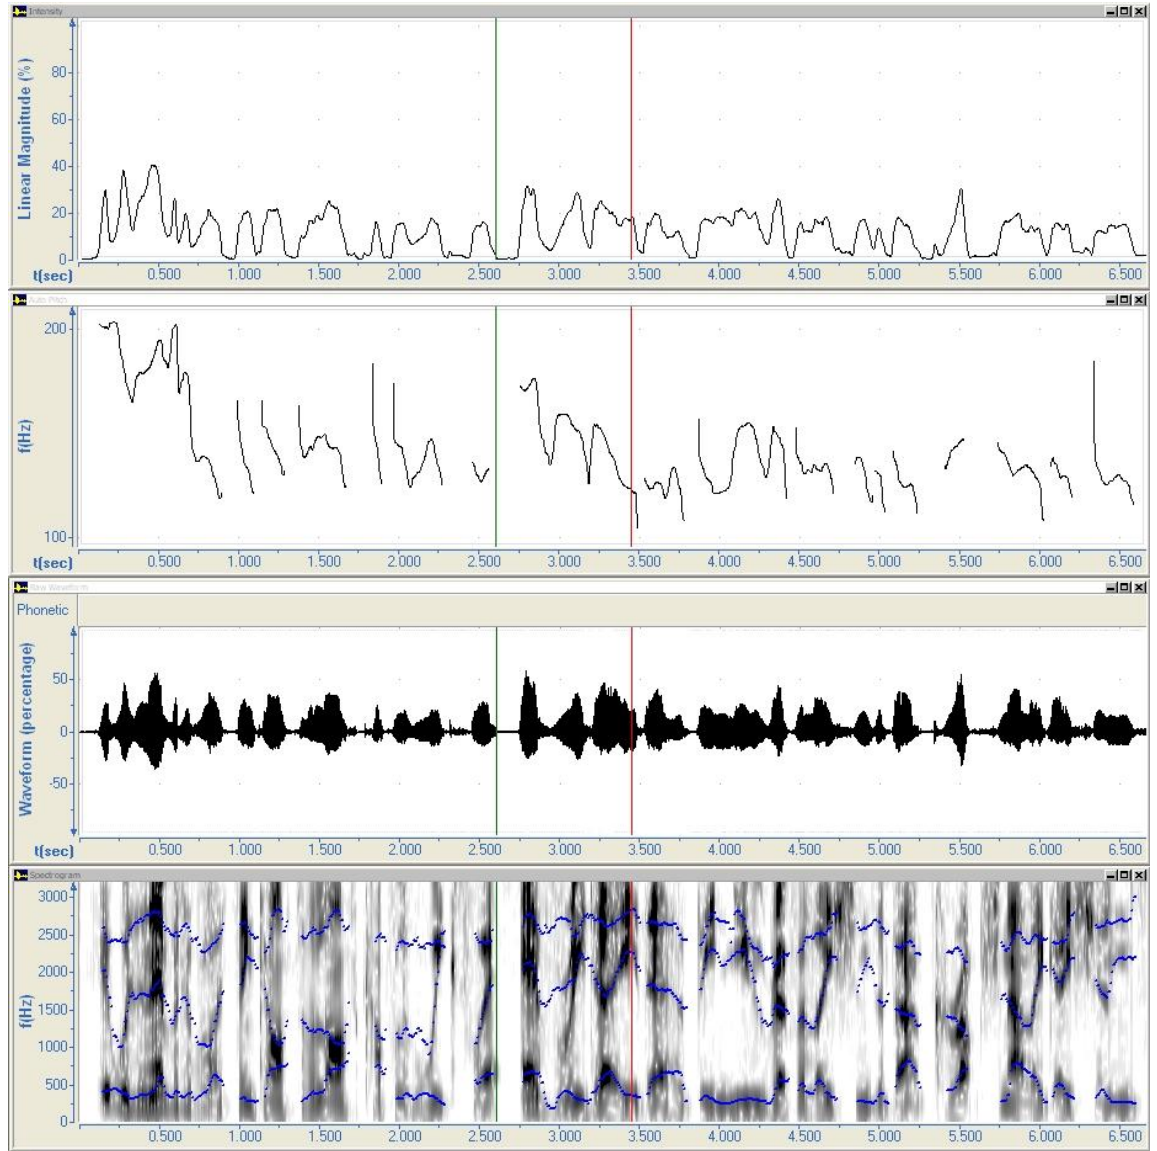 Intensity
Linear Magnitude (%)
80
60
40
20
0
t(sec)
0.500 1.000 1.500 2.000 2.500 3.000 3.500 4.000 4.500 5.000 5.500 6.000 6.500
Auto Pitch
f(Hz)
200
100
t(sec)
0.500 1.000 1.500 2.000 2.500 3.000 3.500 4.000 4.500 5.000 5.500 6.000 6.500
Raw Waveform
Phonetic
Waveform (percentage)
50
0
-50
t(sec)
0.500 1.000 1.500 2.000 2.500 3.000 3.500 4.000 4.500 5.000 5.500 6.000 6.500
Spectrogram
f(Hz)
3000
2500
2000
1500
1000
500
0
t(sec)
0.500 1.000 1.500 2.000 2.500 3.000 3.500 4.000 4.500 5.000 5.500 6.000 6.500